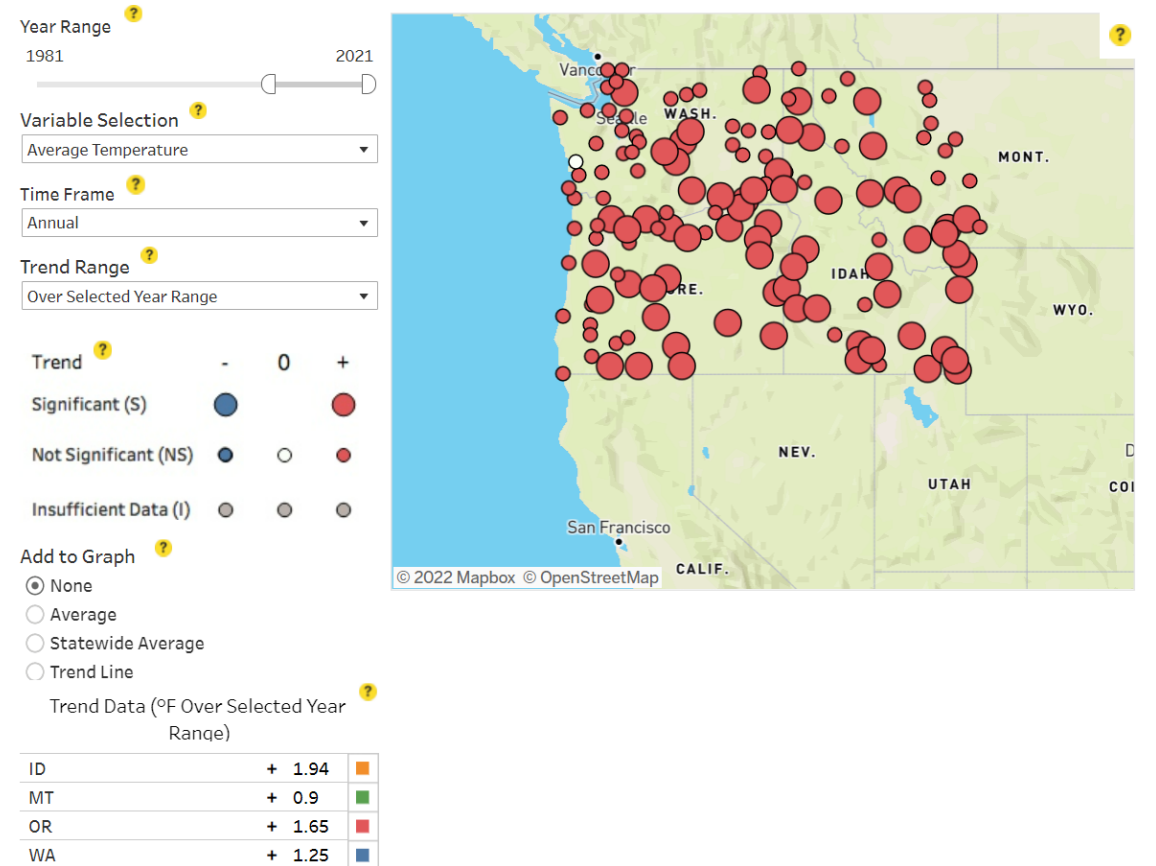 Year Range ?
1981 2021
Variable Selection ?
Average Temperature
Time Frame ?
Annual
Trend Range ?
Over Selected Year Range
Trend ? - 0 +
Significant (S)
Not Significant (NS)
Insufficient Data (I)
Add to Graph ?
None
Average
Statewide Average
Trend Line
Trend Data (°F Over Selected Year ?
Range)
ID + 1.94
MT + 0.9
OR + 1.65
WA + 1.25
?
WASH.
MONT.
IDAH
RE.
WYO.
NEV.
UTAH
San Francisco
CALIF.
© 2022 Mapbox © OpenStreetMap